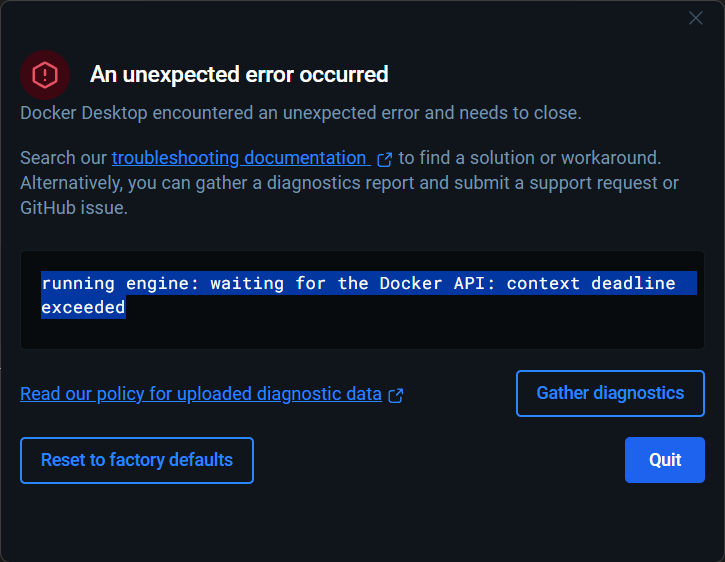 An unexpected error occurred
Docker Desktop encountered an unexpected error and needs to close.
Search our troubleshooting documentation to find a solution or workaround.
Alternatively, you can gather a diagnostics report and submit a support request or
GitHub issue.
running engine: waiting for the Docker API: context deadline
exceeded
Read our policy for uploaded diagnostic data
Gather diagnostics
Reset to factory defaults
Quit